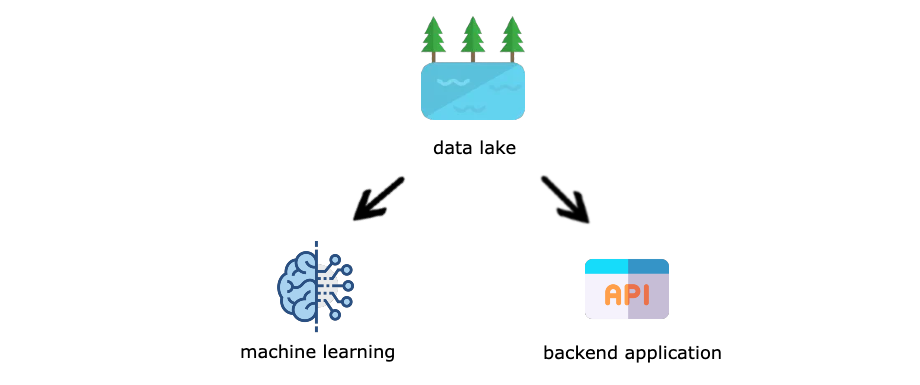 data lake
API
machine learning
backend application